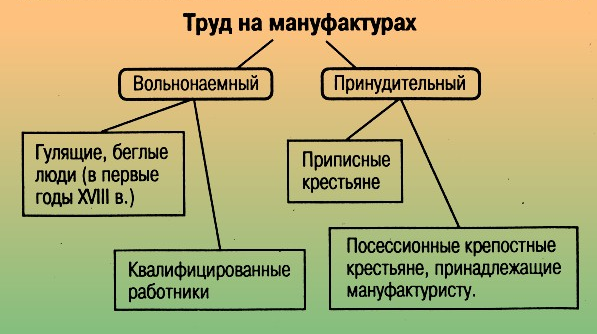 Труд на мануфактурах
Вольнонаемный
Принудительный
Гулящие, беглые
люди (в первые
годы XVIII в.)
Приписные
крестьяне
Квалифицированные
работники
Посессионные крепостные
крестьяне, принадлежащие
мануфактуристу.